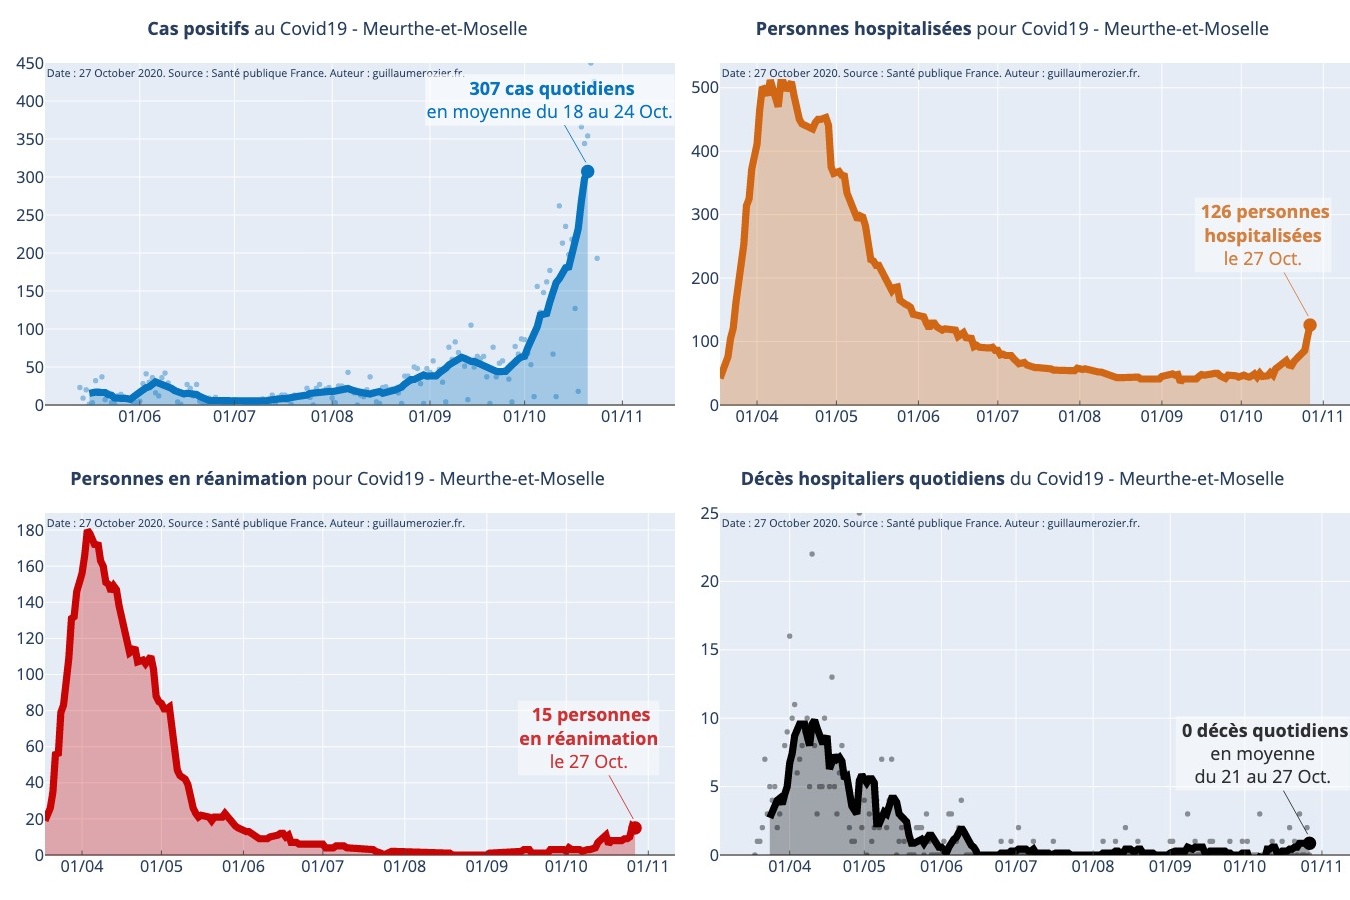 Cas positifs au Covid19 - Meurthe-et-Moselle
Date : 27 October 2020. Source : Santé publique France. Auteur : guillaumerozier.fr.
307 cas quotidiens
en moyenne du 18 au 24 Oct.
450
400
350
300
250
200
150
100
50
0
01/06 01/07 01/08 01/09 01/10 01/11
Personnes hospitalisées pour Covid19 - Meurthe-et-Moselle
Date : 27 October 2020. Source : Santé publique France. Auteur : guillaumerozier.fr.
126 personnes
hospitalisées
le 27 Oct.
500
400
300
200
100
0
01/04 01/05 01/06 01/07 01/08 01/09 01/10 01/11
Personnes en réanimation pour Covid19 - Meurthe-et-Moselle
Date : 27 October 2020. Source : Santé publique France. Auteur : guillaumerozier.fr.
15 personnes
en réanimation
le 27 Oct.
180
160
140
120
100
80
60
40
20
0
01/04 01/05 01/06 01/07 01/08 01/09 01/10 01/11
Décès hospitaliers quotidiens du Covid19 - Meurthe-et-Moselle
Date : 27 October 2020. Source : Santé publique France. Auteur : guillaumerozier.fr.
0 décès quotidiens
en moyenne
du 21 au 27 Oct.
25
20
15
10
5
0
01/04 01/05 01/06 01/07 01/08 01/09 01/10 01/11